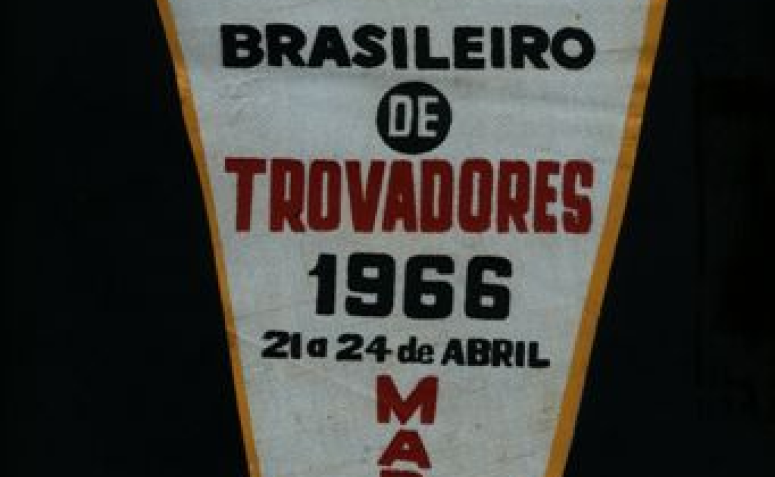 BRASILEIRO
DE
TROVADORES
1966
21 a 24 de ABRIL
M
A